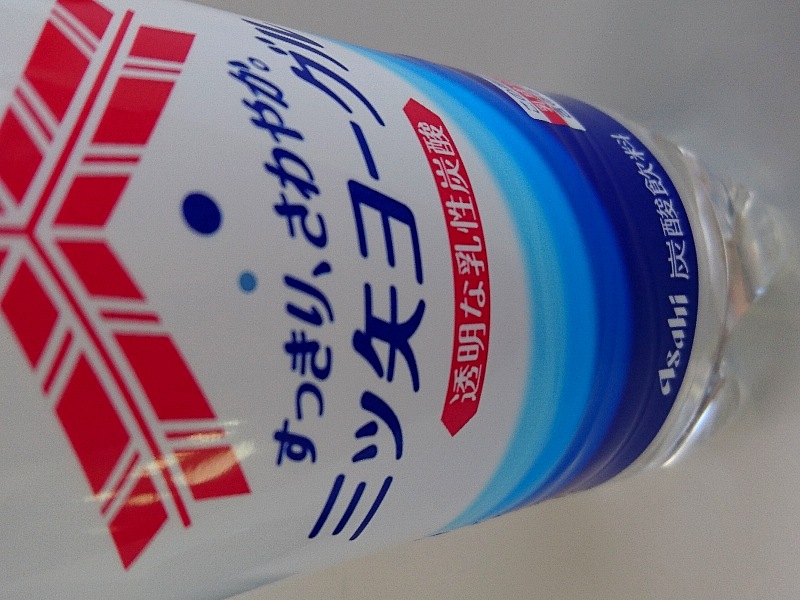 Asahi 炭酸飲料
透明な乳性炭酸
ミツ矢ヨーグル
すっきり、さわやか。